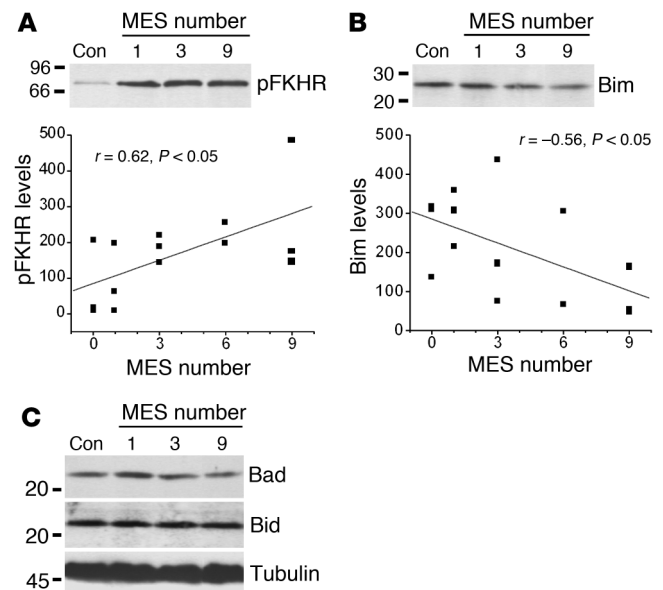 A
MES number
Con 1 3 9
96
66
pFKHR
500
400
300
200
100
0
pFKHR levels
r = 0.62, P < 0.05
0 3 6 9
MES number
B
MES number
Con 1 3 9
30
20
Bim
500
400
300
200
100
0
Bim levels
r = −0.56, P < 0.05
0 3 6 9
MES number
C
MES number
Con 1 3 9
20
Bad
20
Bid
45
Tubulin